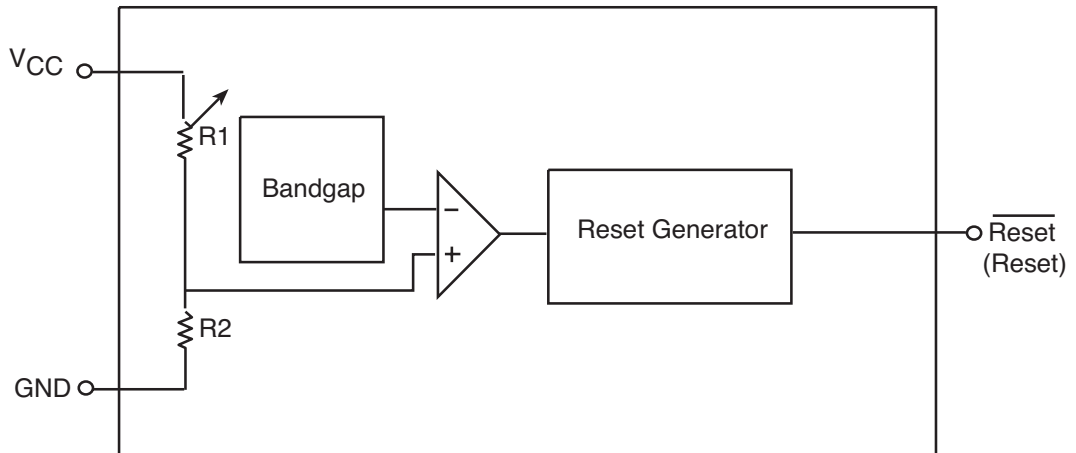 VCC
R1
Bandgap
−
+
Reset Generator
Reset
(Reset)
R2
GND